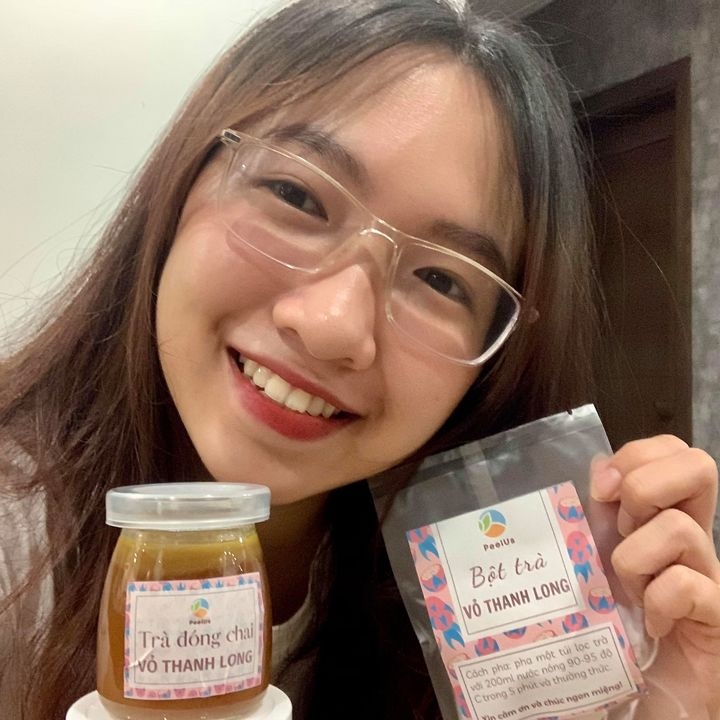 PeelUs
Trà đóng chai
VỎ THANH LONG
PeelUs
Bột trà
VỎ THANH LONG
Cách pha: pha một túi lọc trà
với 200ml nước nóng 90-95 độ
C trong 5 phút và thưởng thức.
Xin cảm ơn và chúc ngon miệng!